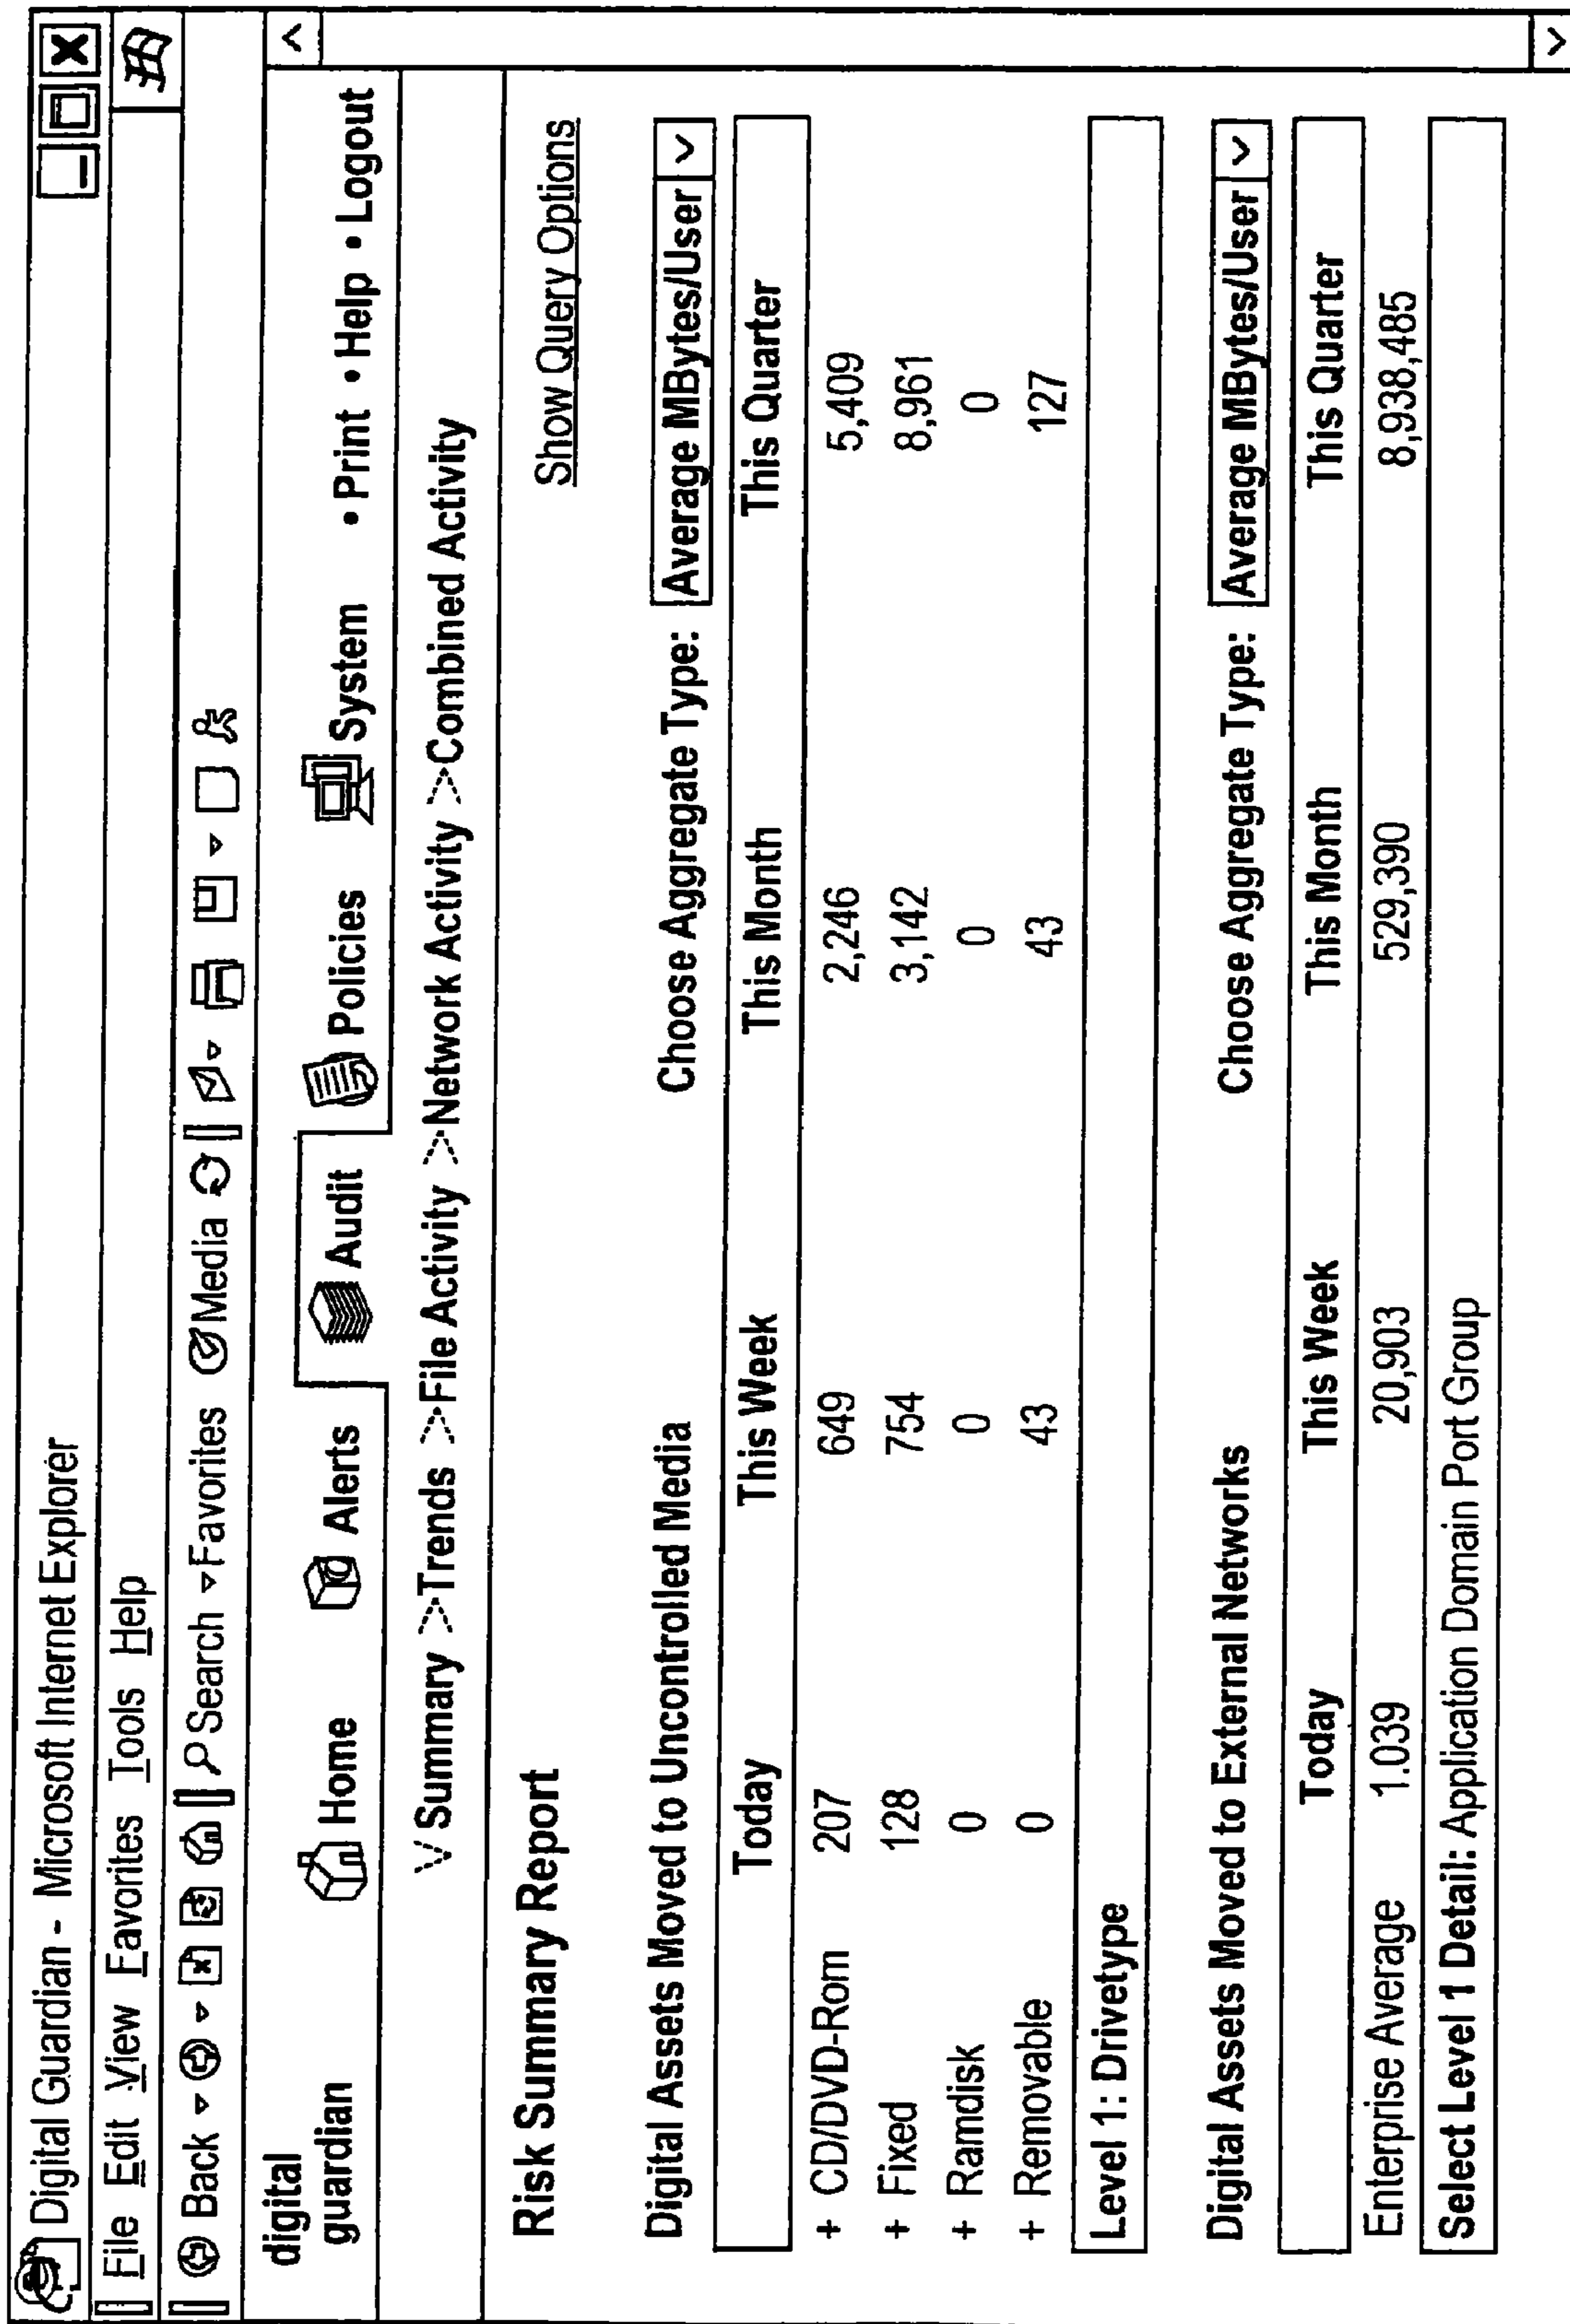 Digital Guardian - Microsoft Internet Explorer
File Edit View Favorites Tools Help
Back Search Favorites Media
digital
guardian
Home Alerts Audit Policies System • Print • Help • Logout
Summary >Trends >File Activity >Network Activity >Combined Activity
Risk Summary Report
Show Query Options
Digital Assets Moved to Uncontrolled Media Choose Aggregate Type: Average MBytes/User
Today This Week This Month This Quarter
+ CD/DVD-Rom 207 649 2,246 5,409
+ Fixed 128 754 3,142 8,961
+ Ramdisk 0 0 0 0
+ Removable 0 43 43 127
Level 1: Drivetype
Digital Assets Moved to External Networks Choose Aggregate Type: Average MBytes/User
Today This Week This Month This Quarter
Enterprise Average 1.039 20,903 529,390 8,938,485
Select Level 1 Detail: Application Domain Port Group